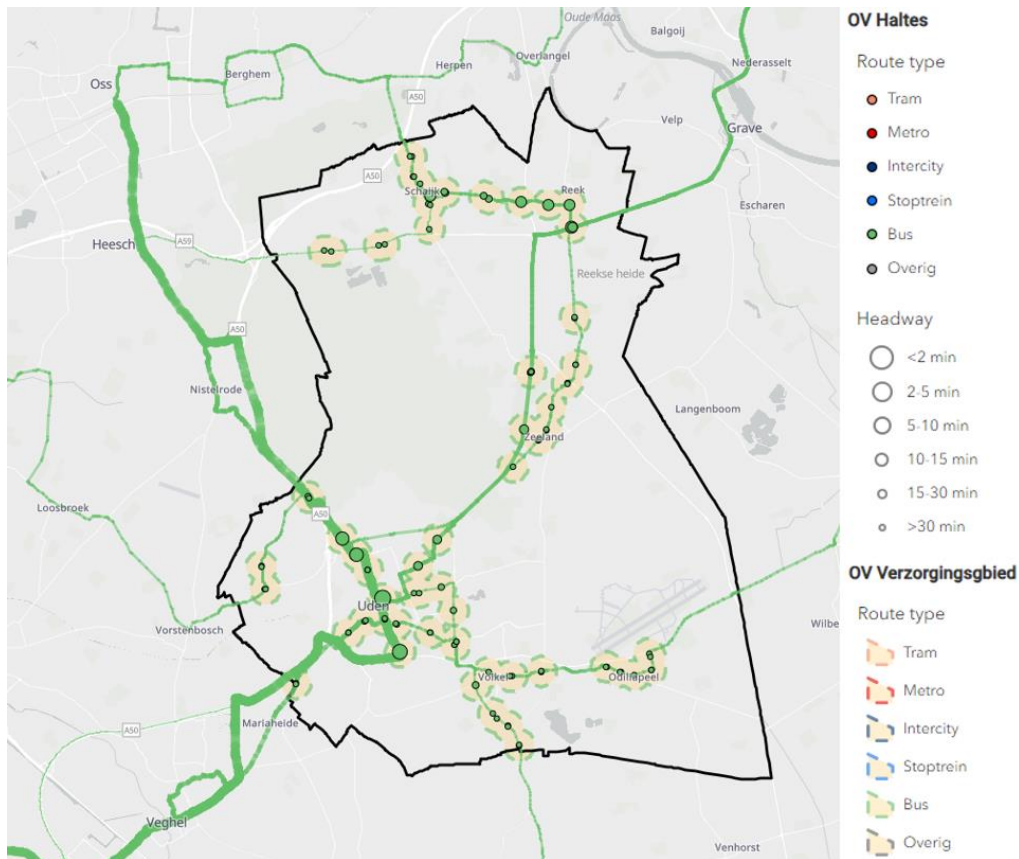 Oude Maas
Balgoij
Overlangel
Nederasselt
Herpen
Berghem
Oss
A50
Velp
Grave
A50
Schaijk
Reek
Escharen
Heesch
A59
Reekse heide
A50
Nistelrode
Langenboom
Zeeland
Loosbroek
A50
Uden
Vorstenbosch
Wilbe
Volkel
Odiliapeel
Mariaheide
A50
Veghel
Venhorst
OV Haltes
Route type
Tram
Metro
Intercity
Stoptrein
Bus
Overig
Headway
<2 min
2-5 min
5-10 min
10-15 min
15-30 min
>30 min
OV Verzorgingsgbied
Route type
Tram
Metro
Intercity
Stoptrein
Bus
Overig